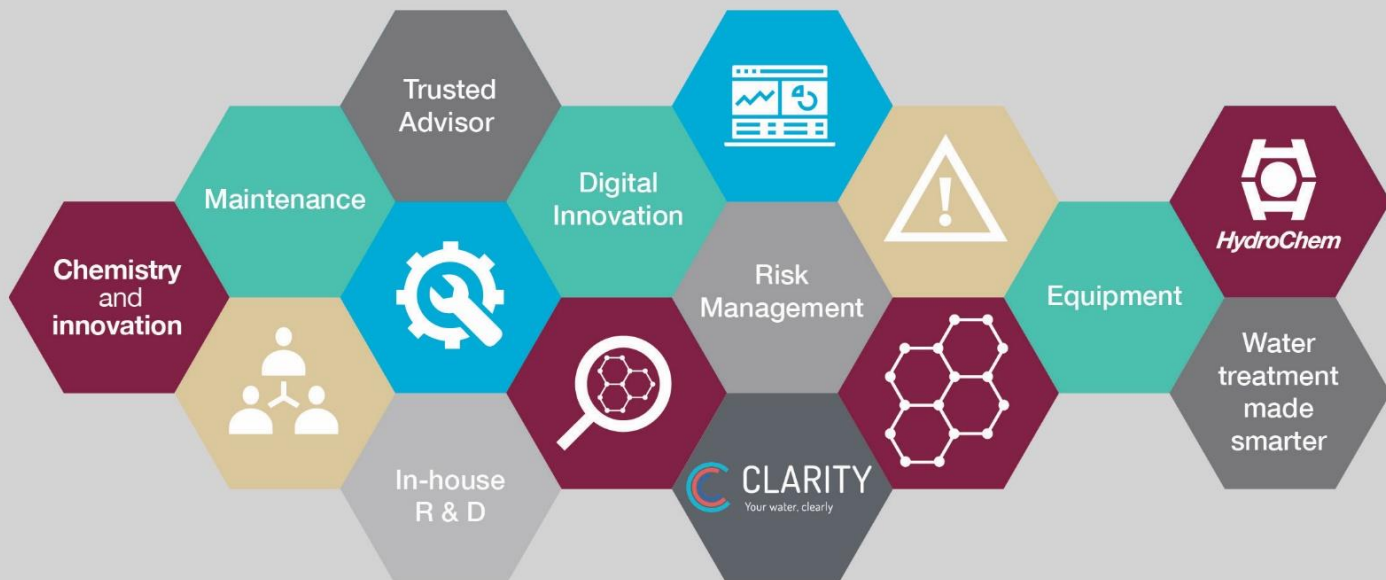 Trusted
Advisor
Maintenance
Digital
Innovation
Chemistry
and
innovation
Risk
Management
Equipment
HydroChem
Water
treatment
made
smarter
In-house
R & D
CLARITY
Your water, clearly